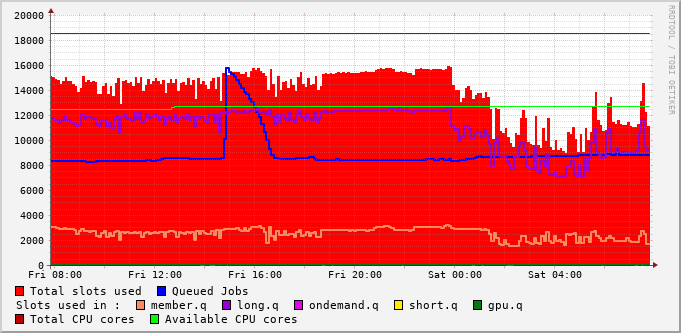 20000
18000
16000
14000
12000
10000
8000
6000
4000
2000
0
Fri 08:00 Fri 12:00 Fri 16:00 Fri 20:00 Sat 00:00 Sat 04:00
RRDTOOL / TOBI OETIKER
Total slots used Queued Jobs
Slots used in : member.q long.q ondemand.q short.q gpu.q
Total CPU cores Available CPU cores